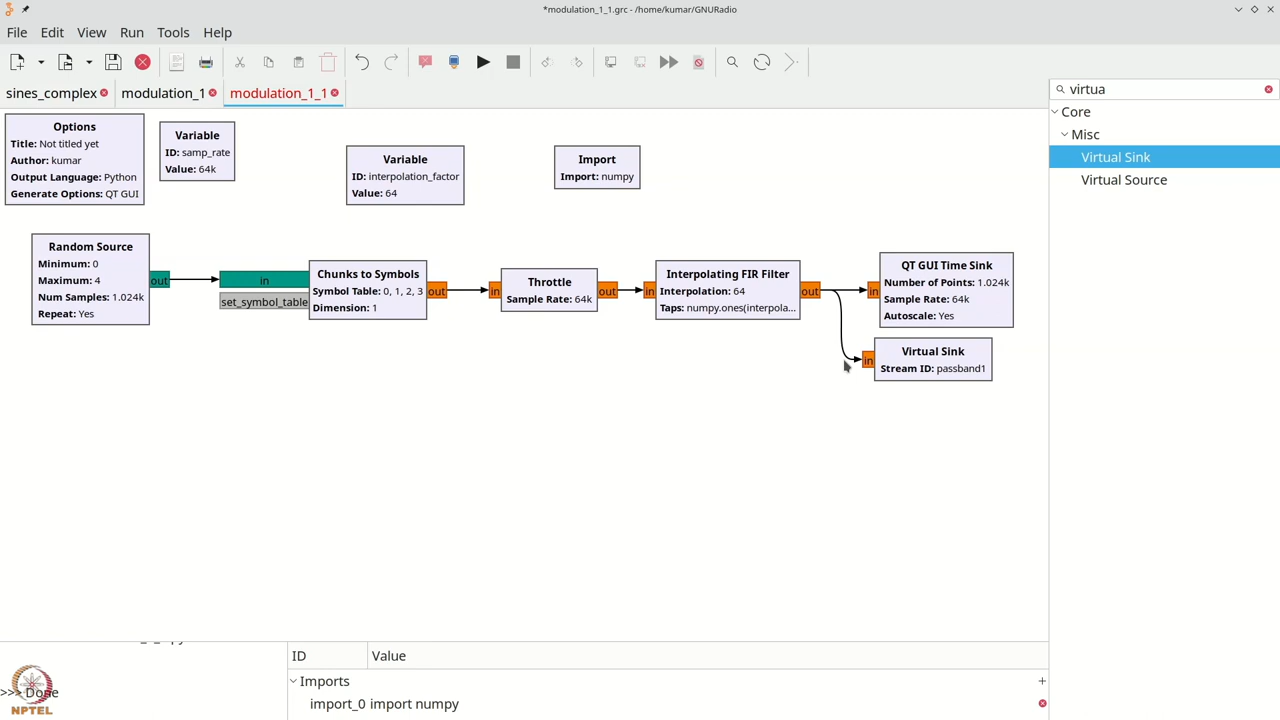 *modulation_1_1.grc - /home/kumar/GNURadio
File Edit View Run Tools Help
sines_complex modulation_1 modulation_1_1
virtua
Core
Misc
Virtual Sink
Virtual Source
Options
Title: Not titled yet
Author: kumar
Output Language: Python
Generate Options: QT GUI
Variable
ID: samp_rate
Value: 64k
Variable
ID: interpolation_factor
Value: 64
Import
Import: numpy
Random Source
Minimum: 0
Maximum: 4
Num Samples: 1.024k
Repeat: Yes
out
in
set_symbol_table
Chunks to Symbols
Symbol Table: 0, 1, 2, 3
Dimension: 1
out
in
Throttle
Sample Rate: 64k
out
in
Interpolating FIR Filter
Interpolation: 64
Taps: numpy.ones(interpola...
out
in
QT GUI Time Sink
Number of Points: 1.024k
Sample Rate: 64k
Autoscale: Yes
in
Virtual Sink
Stream ID: passband1
>>> Done
NPTEL
ID Value
Imports
import_0 import numpy